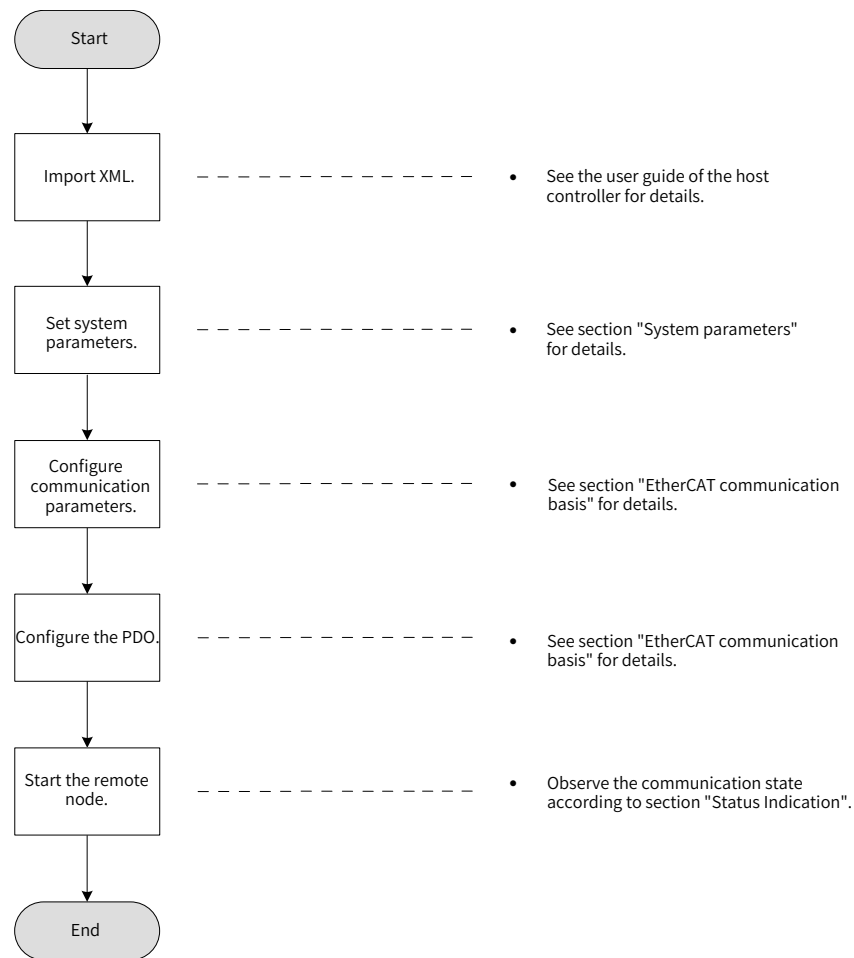 Start
Import XML.
• See the user guide of the host
controller for details.
Set system
parameters.
• See section "System parameters"
for details.
Configure
communication
parameters.
• See section "EtherCAT communication
basis" for details.
Configure the PDO.
• See section "EtherCAT communication
basis" for details.
Start the remote
node.
• Observe the communication state
according to section "Status Indication".
End